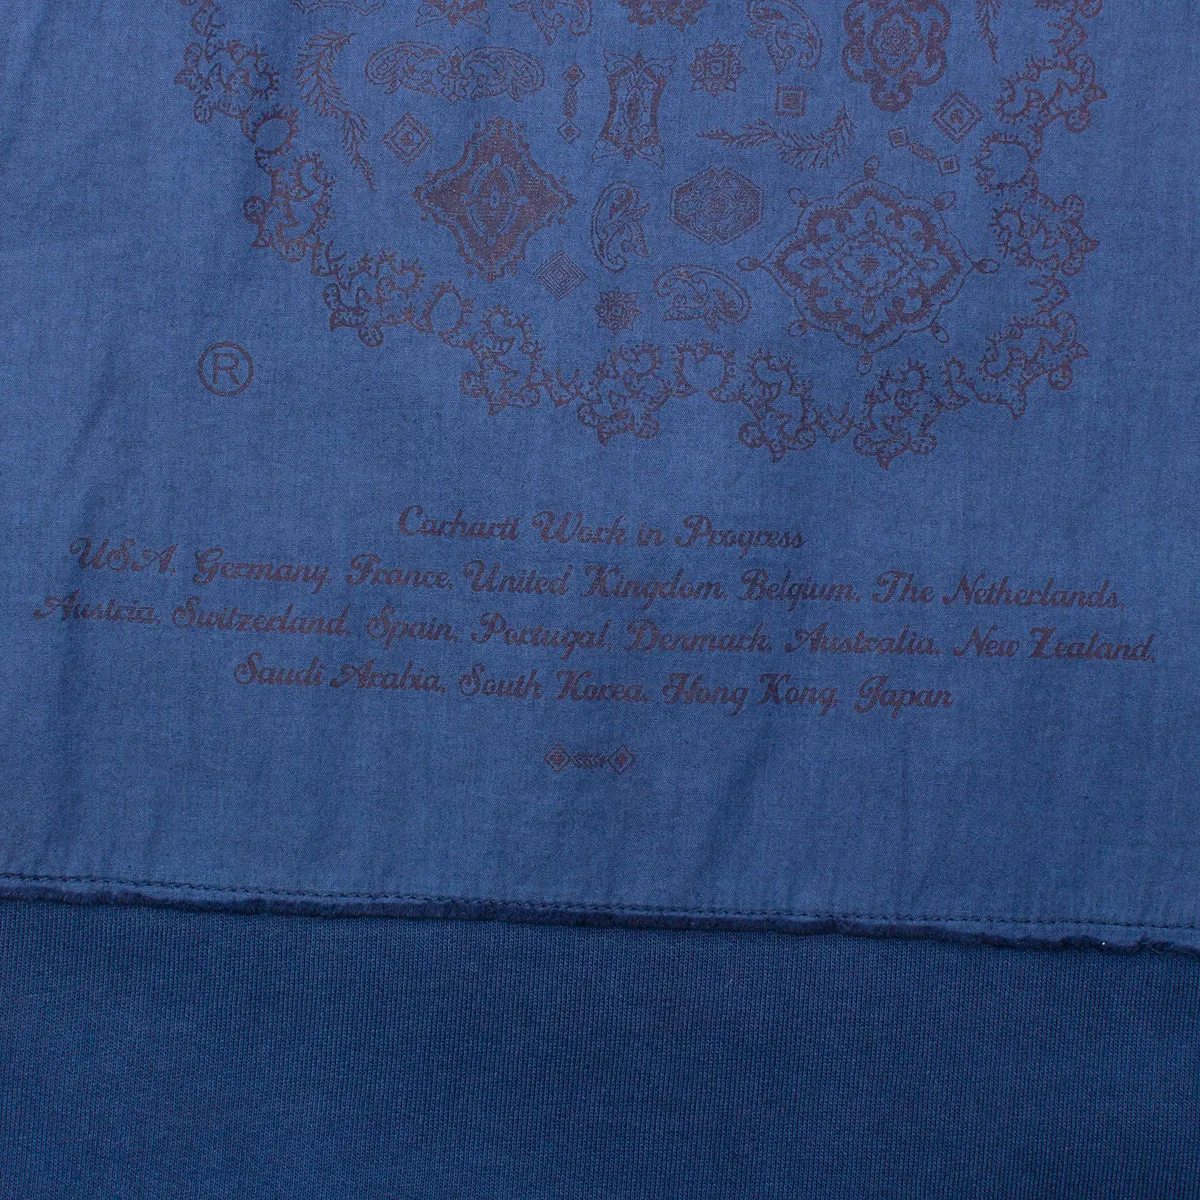 ®
Carhartt Work in Progress
USA, Germany, France, United Kingdom, Belgium, The Netherlands,
Austria, Switzerland, Spain, Portugal, Denmark, Australia, New Zealand,
Saudi Arabia, South Korea, Hong Kong, Japan